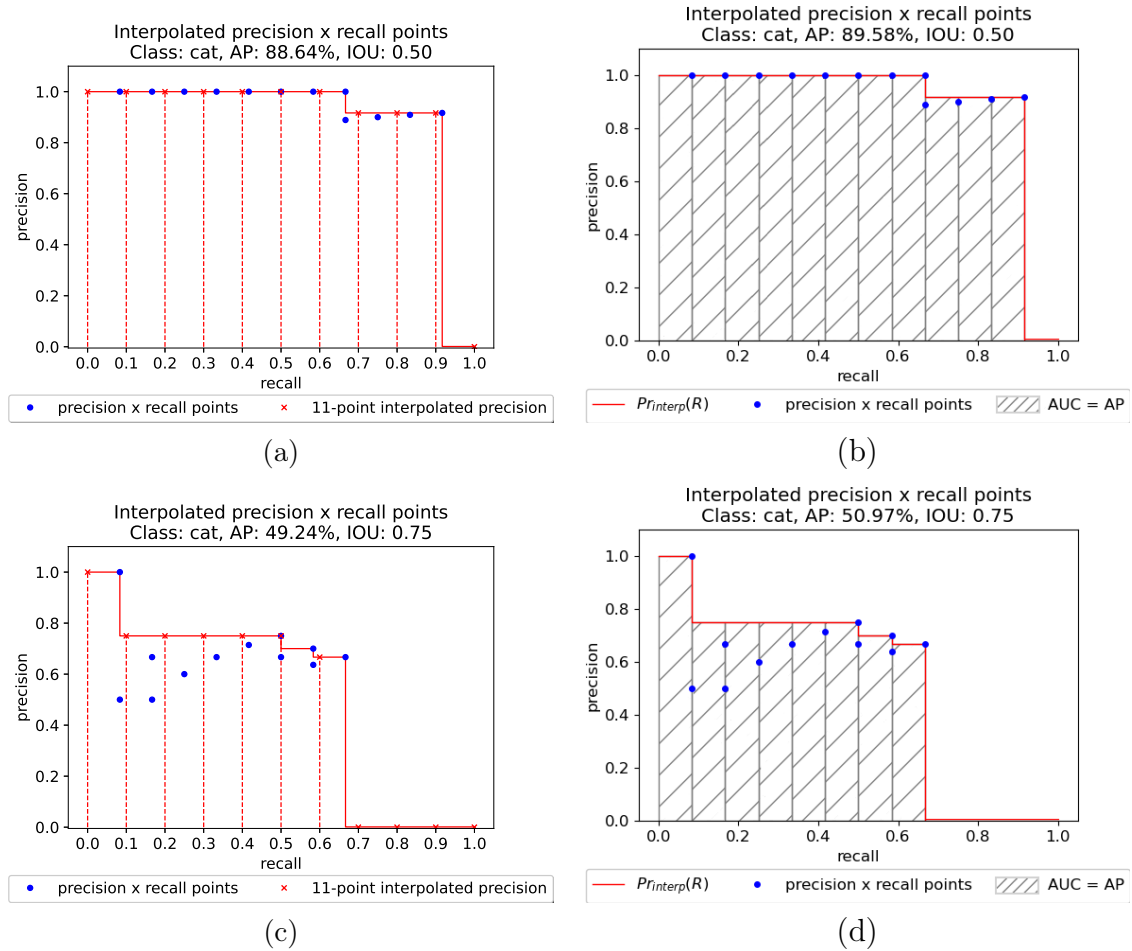 Interpolated precision x recall points
Class: cat, AP: 88.64%, IOU: 0.50
precision
1.0
0.8
0.6
0.4
0.2
0.0
0.0 0.1 0.2 0.3 0.4 0.5 0.6 0.7 0.8 0.9 1.0
recall
precision x recall points 11-point interpolated precision
(a)
Interpolated precision x recall points
Class: cat, AP: 89.58%, IOU: 0.50
precision
1.0
0.8
0.6
0.4
0.2
0.0
0.0 0.2 0.4 0.6 0.8 1.0
recall
Pr_interp(R) precision x recall points AUC = AP
(b)
Interpolated precision x recall points
Class: cat, AP: 49.24%, IOU: 0.75
precision
1.0
0.8
0.6
0.4
0.2
0.0
0.0 0.1 0.2 0.3 0.4 0.5 0.6 0.7 0.8 0.9 1.0
recall
precision x recall points 11-point interpolated precision
(c)
Interpolated precision x recall points
Class: cat, AP: 50.97%, IOU: 0.75
precision
1.0
0.8
0.6
0.4
0.2
0.0
0.0 0.2 0.4 0.6 0.8 1.0
recall
Pr_interp(R) precision x recall points AUC = AP
(d)